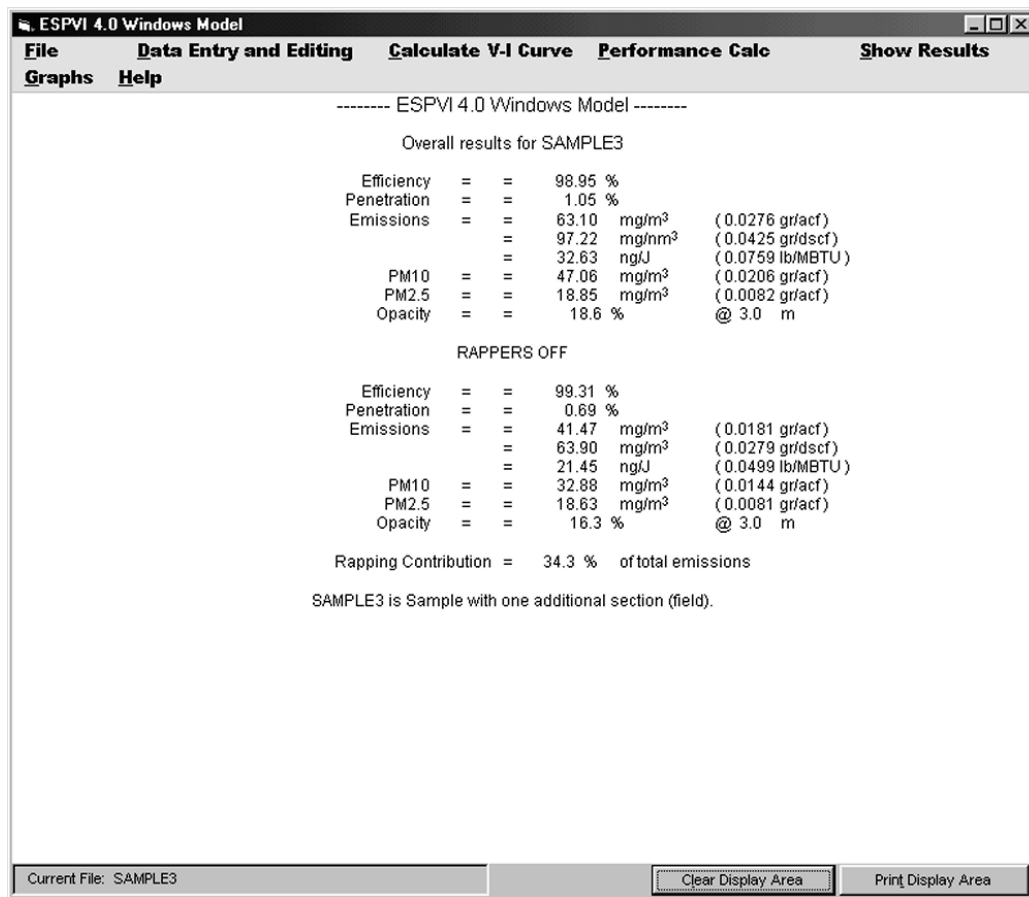 ESPVI 4.0 Windows Model
File Data Entry and Editing Calculate V-I Curve Performance Calc Show Results
Graphs Help
-------- ESPVI 4.0 Windows Model --------
Overall results for SAMPLE3
Efficiency = = 98.95 %
Penetration = = 1.05 %
Emissions = = 63.10 mg/m³ (0.0276 gr/acf)
= 97.22 mg/nm³ (0.0425 gr/dscf)
= 32.63 ng/J (0.0759 lb/MBTU)
PM10 = = 47.06 mg/m³ (0.0206 gr/acf)
PM2.5 = = 18.85 mg/m³ (0.0082 gr/acf)
Opacity = = 18.6 % @ 3.0 m
RAPPERS OFF
Efficiency = = 99.31 %
Penetration = = 0.69 %
Emissions = = 41.47 mg/m³ (0.0181 gr/acf)
= 63.90 mg/m³ (0.0279 gr/dscf)
= 21.45 ng/J (0.0499 lb/MBTU)
PM10 = = 32.88 mg/m³ (0.0144 gr/acf)
PM2.5 = = 18.63 mg/m³ (0.0081 gr/acf)
Opacity = = 16.3 % @ 3.0 m
Rapping Contribution = 34.3 % of total emissions
SAMPLE3 is Sample with one additional section (field).
Current File: SAMPLE3 Clear Display Area Print Display Area